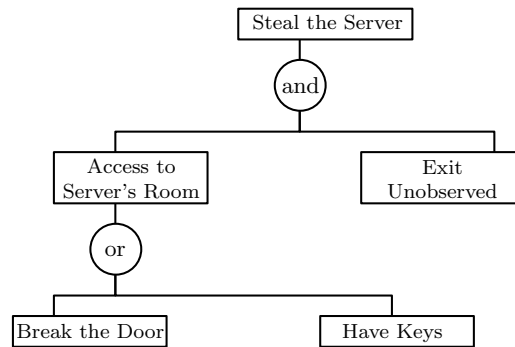 Steal the Server
and
Access to
Server's Room
Exit
Unobserved
or
Break the Door
Have Keys